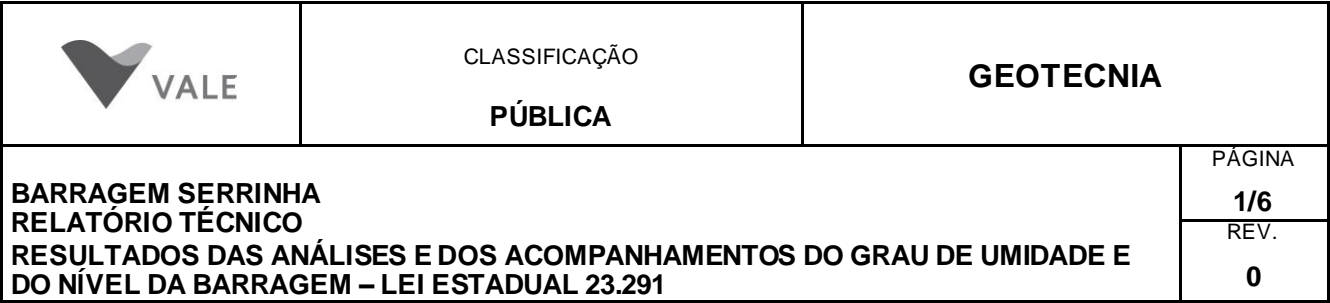 VALE
CLASSIFICAÇÃO
PÚBLICA
GEOTECNIA
BARRAGEM SERRINHA
RELATÓRIO TÉCNICO
RESULTADOS DAS ANÁLISES E DOS ACOMPANHAMENTOS DO GRAU DE UMIDADE E
DO NÍVEL DA BARRAGEM – LEI ESTADUAL 23.291
PÁGINA
1/6
REV.
0